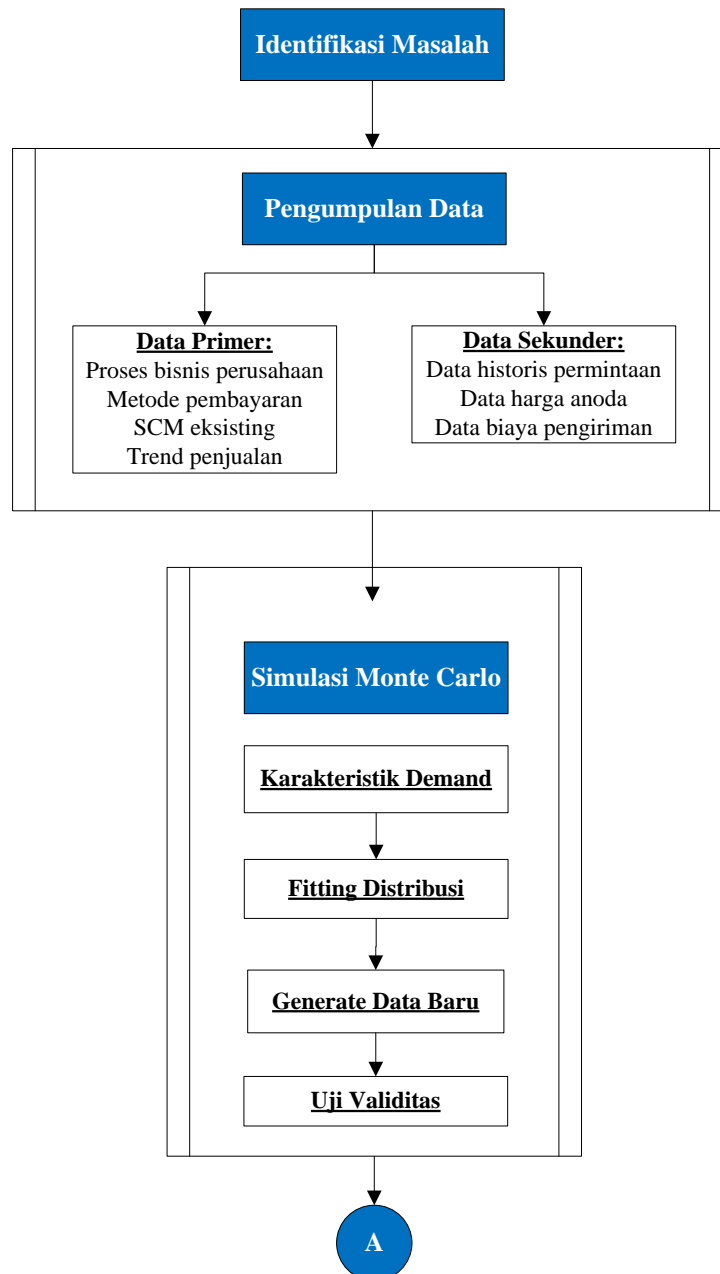 Identifikasi Masalah
Pengumpulan Data
Data Primer:
Proses bisnis perusahaan
Metode pembayaran
SCM eksisting
Trend penjualan
Data Sekunder:
Data historis permintaan
Data harga anoda
Data biaya pengiriman
Simulasi Monte Carlo
Karakteristik Demand
Fitting Distribusi
Generate Data Baru
Uji Validitas
A